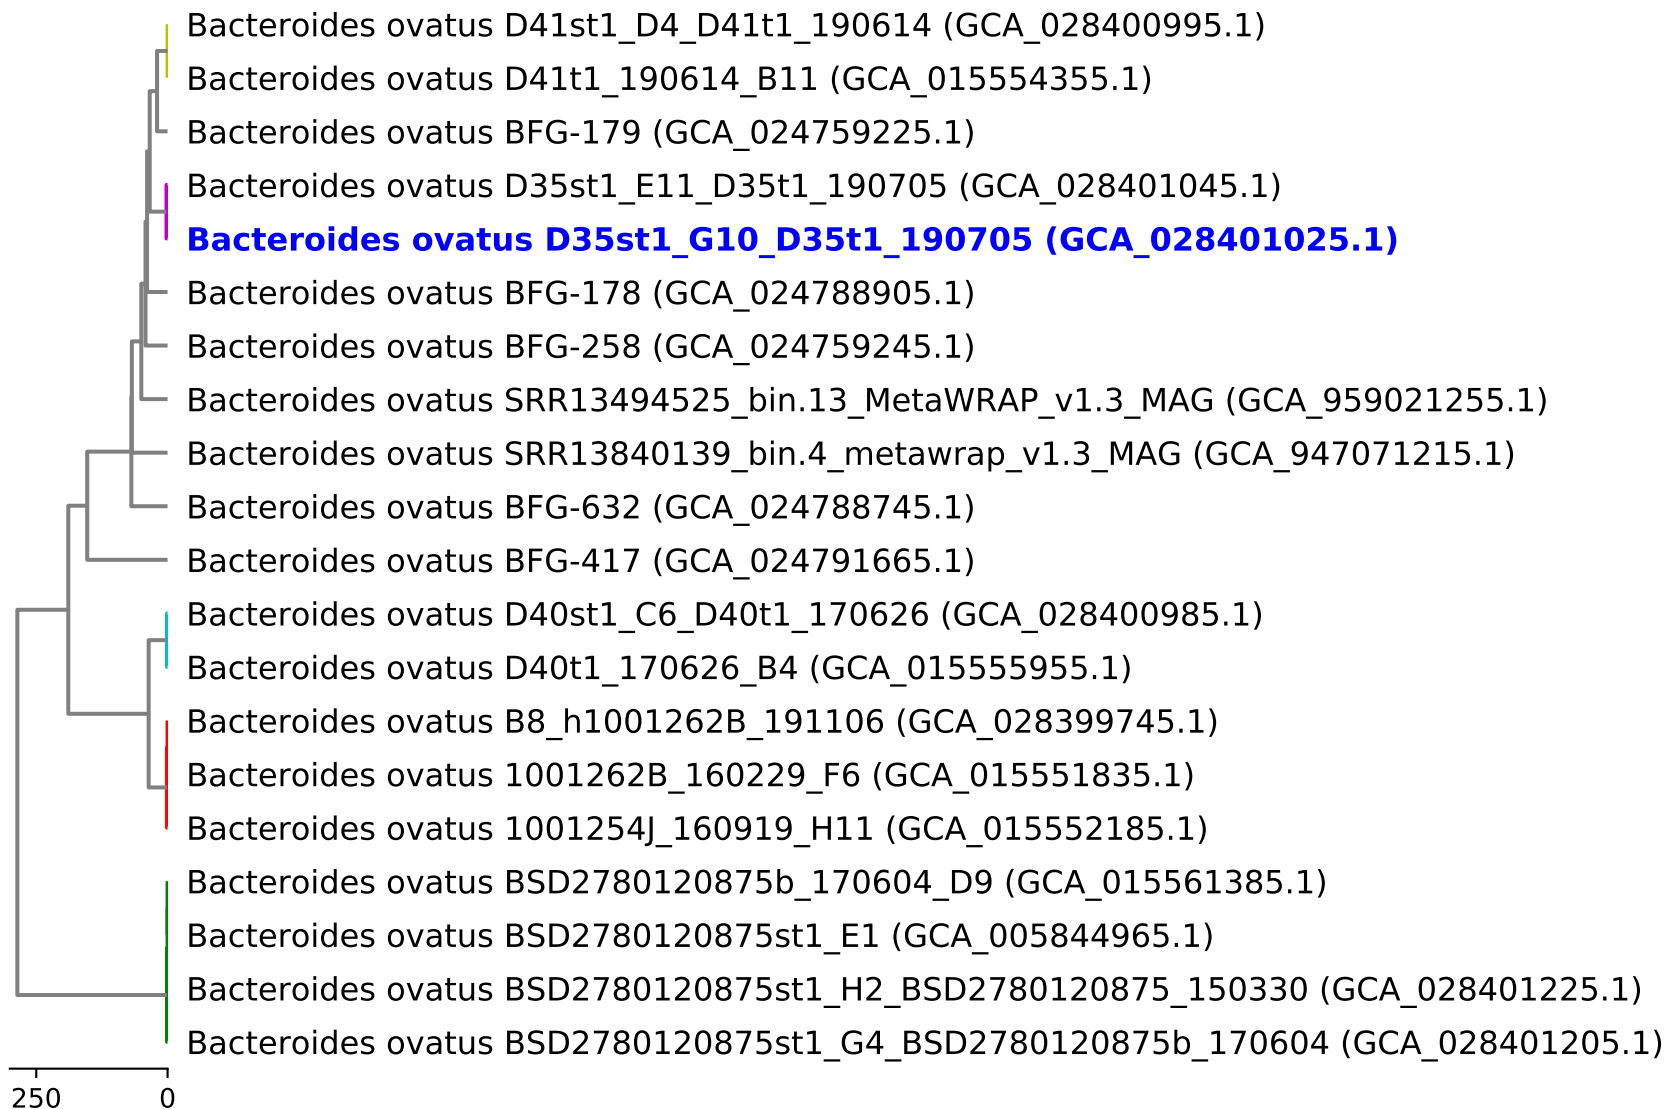 Bacteroides ovatus D41st1_D4_D41t1_190614 (GCA_028400995.1)
Bacteroides ovatus D41t1_190614_B11 (GCA_015554355.1)
Bacteroides ovatus BFG-179 (GCA_024759225.1)
Bacteroides ovatus D35st1_E11_D35t1_190705 (GCA_028401045.1)
Bacteroides ovatus D35st1_G10_D35t1_190705 (GCA_028401025.1)
Bacteroides ovatus BFG-178 (GCA_024788905.1)
Bacteroides ovatus BFG-258 (GCA_024759245.1)
Bacteroides ovatus SRR13494525_bin.13_MetaWRAP_v1.3_MAG (GCA_959021255.1)
Bacteroides ovatus SRR13840139_bin.4_metawrap_v1.3_MAG (GCA_947071215.1)
Bacteroides ovatus BFG-632 (GCA_024788745.1)
Bacteroides ovatus BFG-417 (GCA_024791665.1)
Bacteroides ovatus D40st1_C6_D40t1_170626 (GCA_028400985.1)
Bacteroides ovatus D40t1_170626_B4 (GCA_015555955.1)
Bacteroides ovatus B8_h1001262B_191106 (GCA_028399745.1)
Bacteroides ovatus 1001262B_160229_F6 (GCA_015551835.1)
Bacteroides ovatus 1001254J_160919_H11 (GCA_015552185.1)
Bacteroides ovatus BSD2780120875b_170604_D9 (GCA_015561385.1)
Bacteroides ovatus BSD2780120875st1_E1 (GCA_005844965.1)
Bacteroides ovatus BSD2780120875st1_H2_BSD2780120875_150330 (GCA_028401225.1)
Bacteroides ovatus BSD2780120875st1_G4_BSD2780120875b_170604 (GCA_028401205.1)
250 0